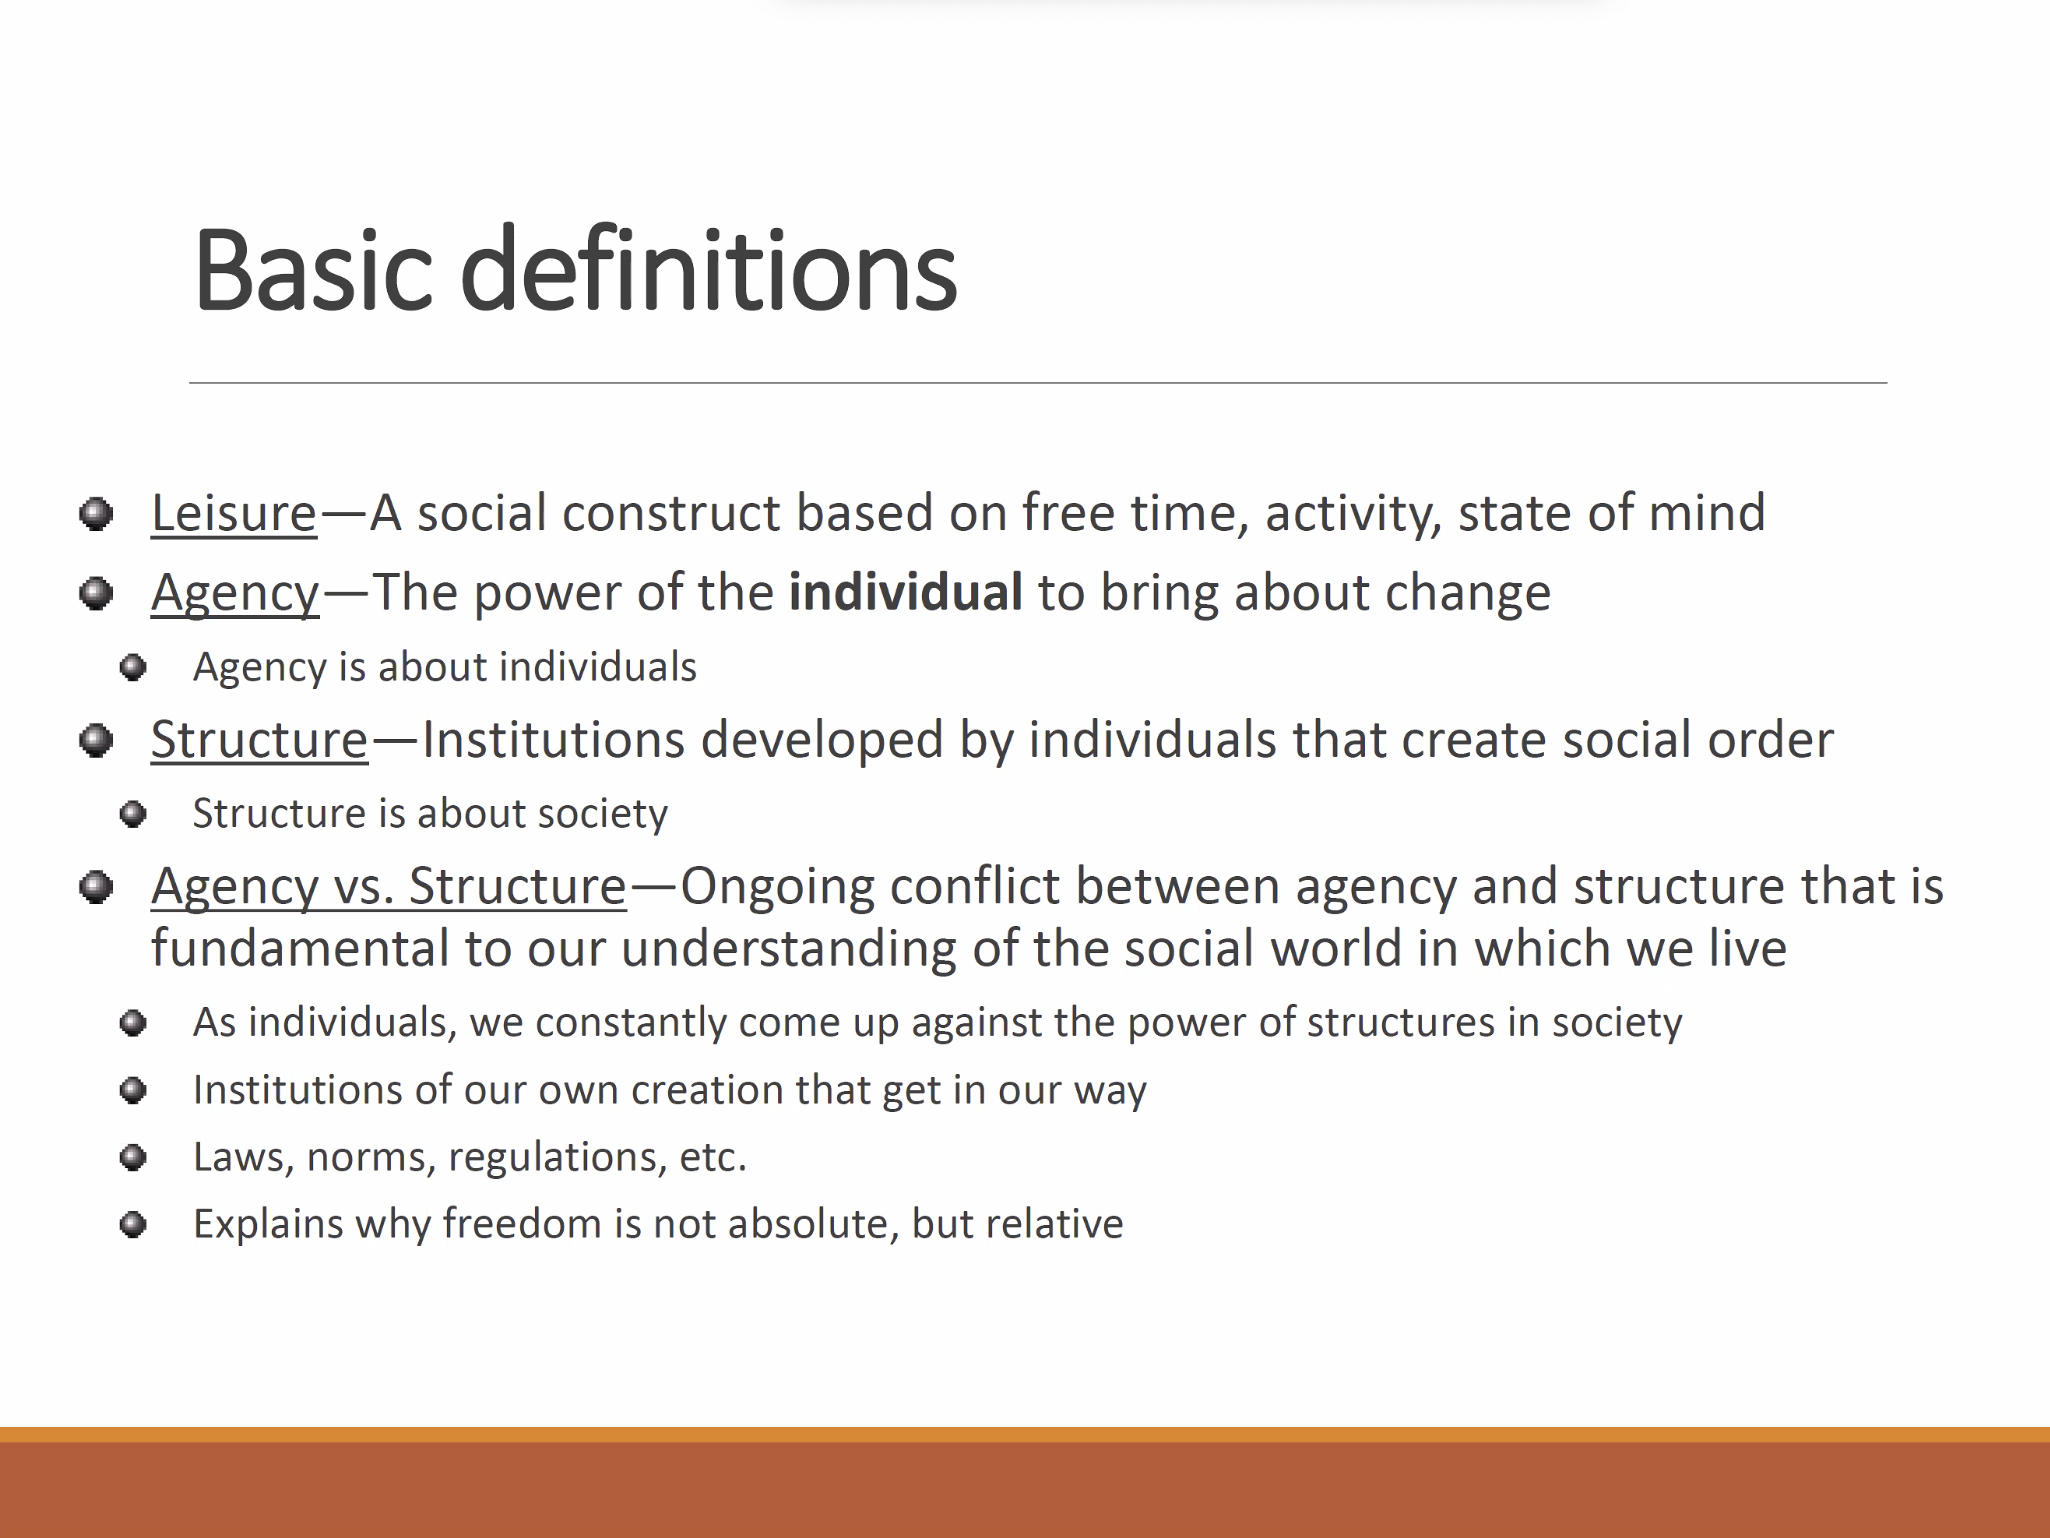 Basic definitions
Leisure—A social construct based on free time, activity, state of mind
Agency—The power of the individual to bring about change
Agency is about individuals
Structure—Institutions developed by individuals that create social order
Structure is about society
Agency vs. Structure—Ongoing conflict between agency and structure that is
fundamental to our understanding of the social world in which we live
As individuals, we constantly come up against the power of structures in society
Institutions of our own creation that get in our way
Laws, norms, regulations, etc.
Explains why freedom is not absolute, but relative